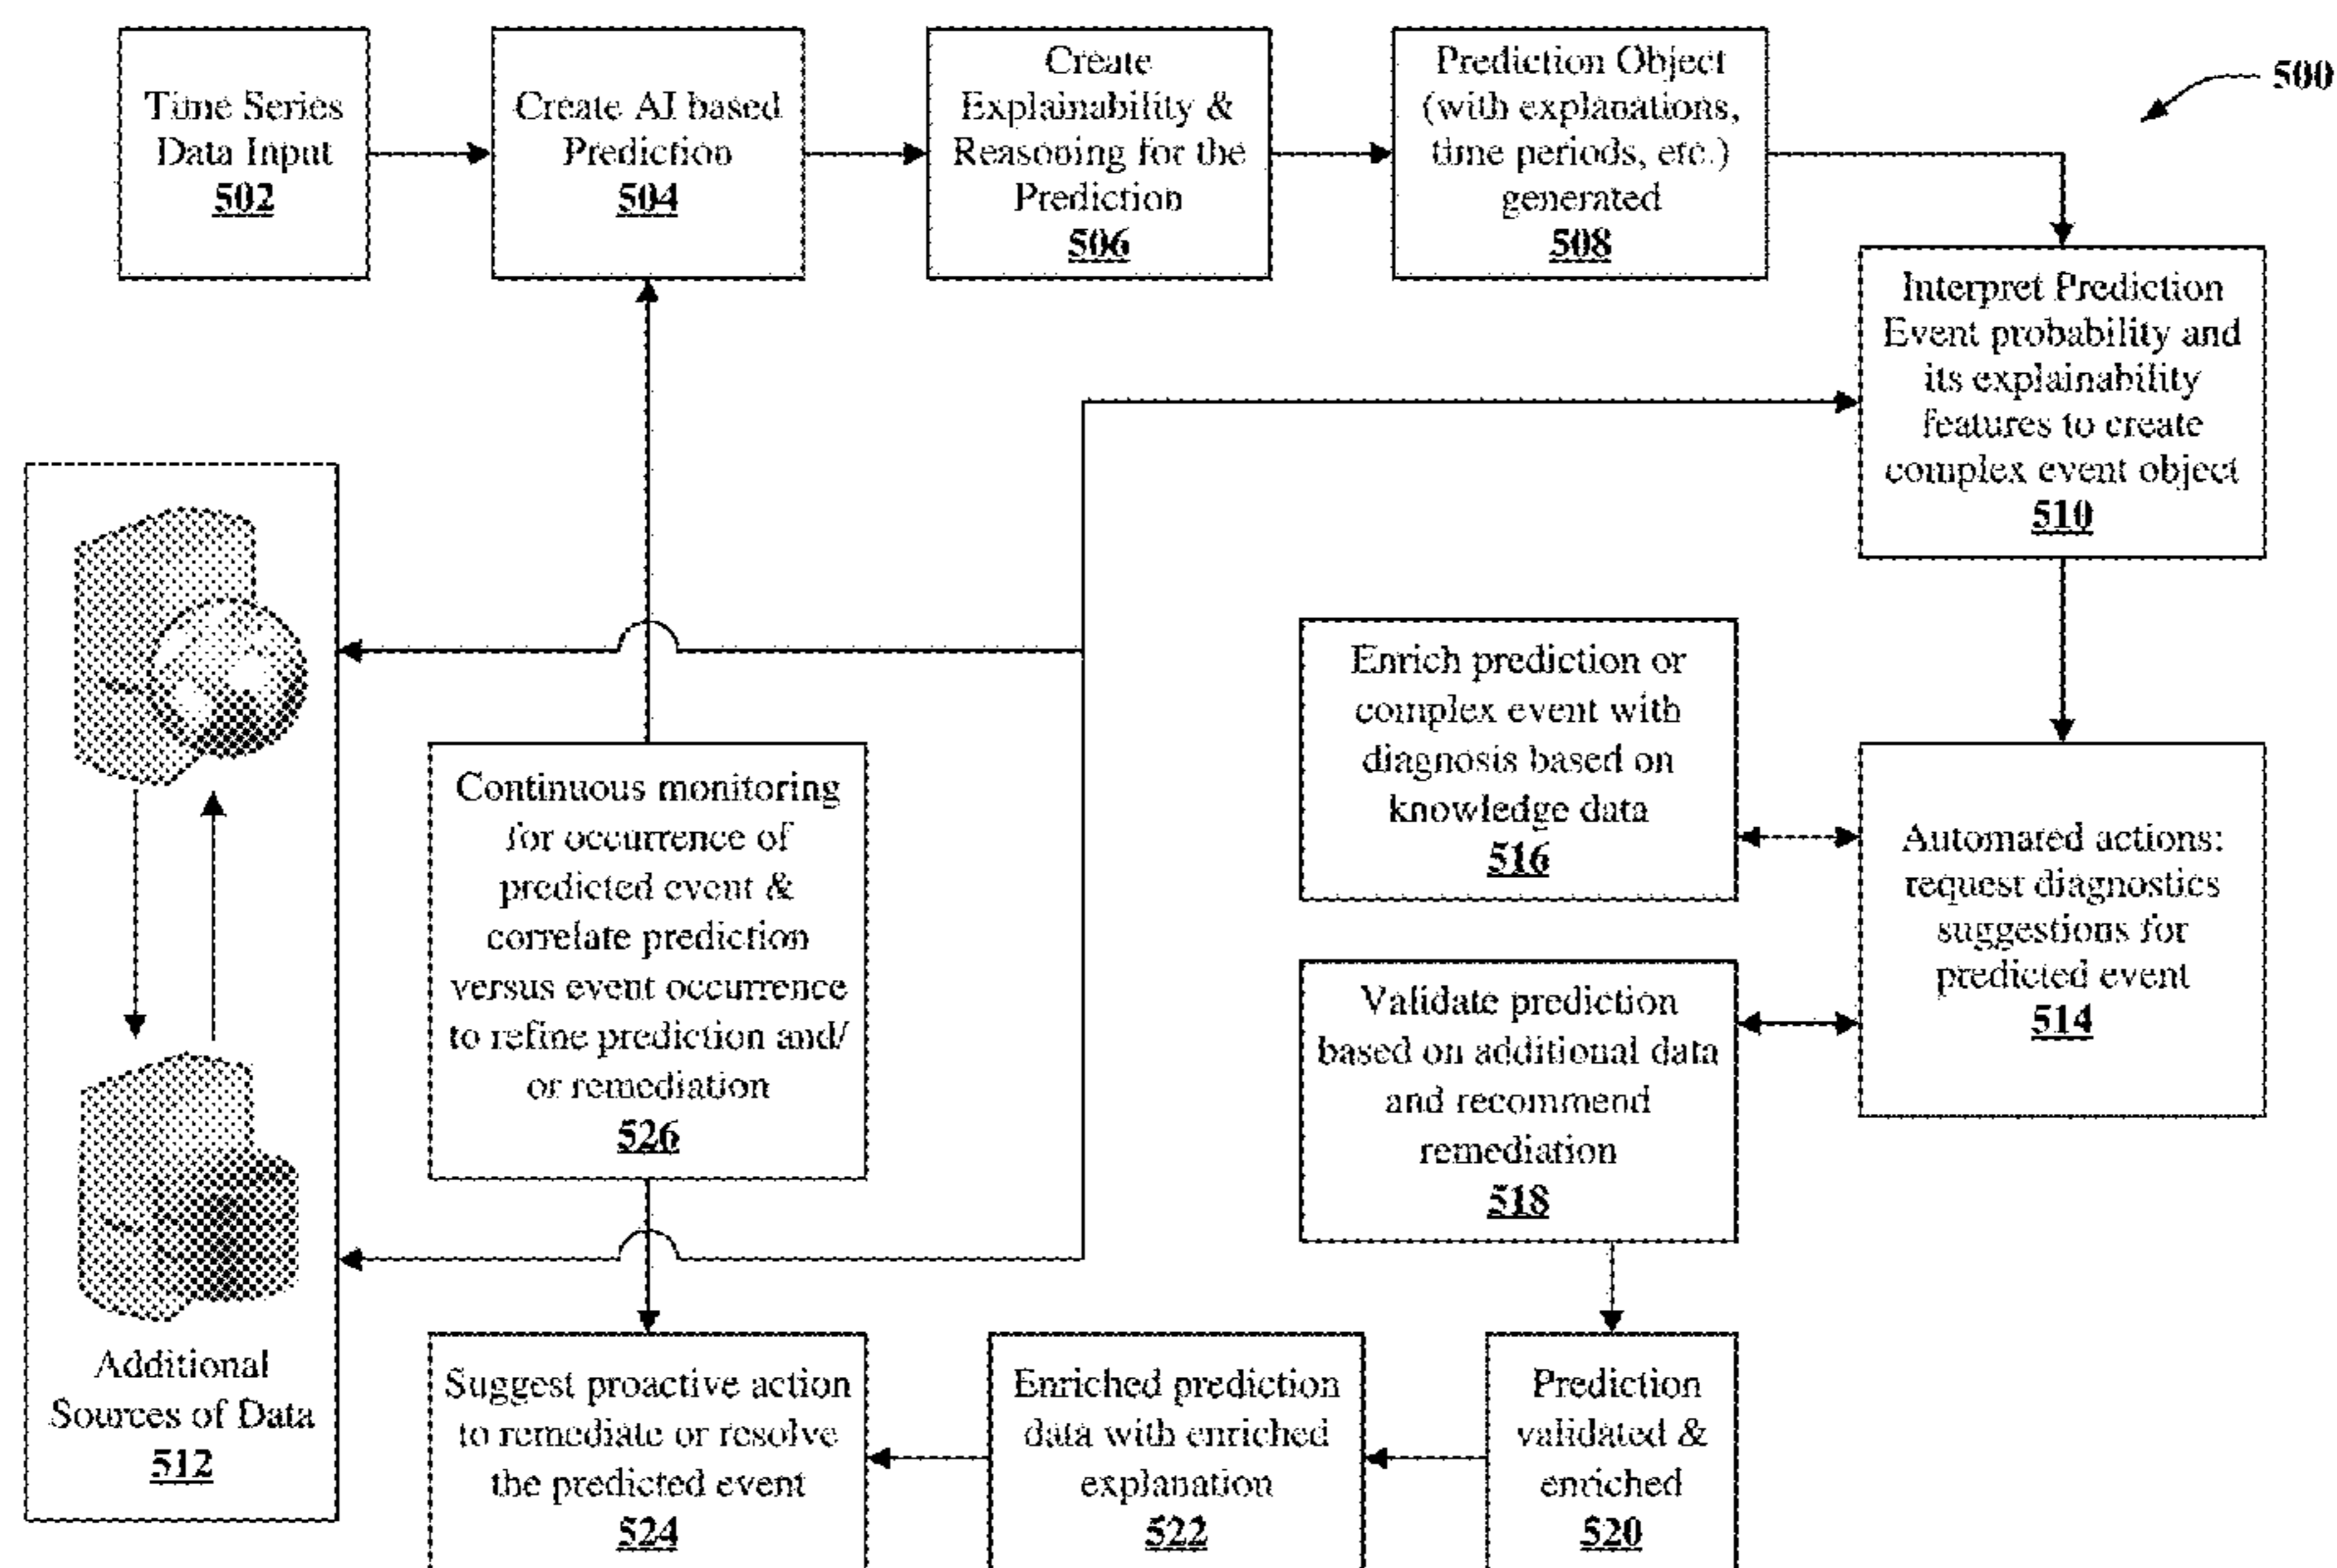 Time Series
Data Input
502
Create AI based
Prediction
504
Create
Explainability &
Reasoning for the
Prediction
506
Prediction Object
(with explanations,
time periods, etc.)
generated
508
500
Interpret Prediction
Event probability and
its explainability
features to create
complex event object
510
Enrich prediction or
complex event with
diagnosis based on
knowledge data
516
Automated actions:
request diagnostics
suggestions for
predicted event
514
Continuous monitoring
for occurrence of
predicted event &
correlate prediction
versus event occurrence
to refine prediction and/
or remediation
526
Validate prediction
based on additional data
and recommend
remediation
518
Additional
Sources of Data
512
Suggest proactive action
to remediate or resolve
the predicted event
524
Enriched prediction
data with enriched
explanation
522
Prediction
validated &
enriched
520